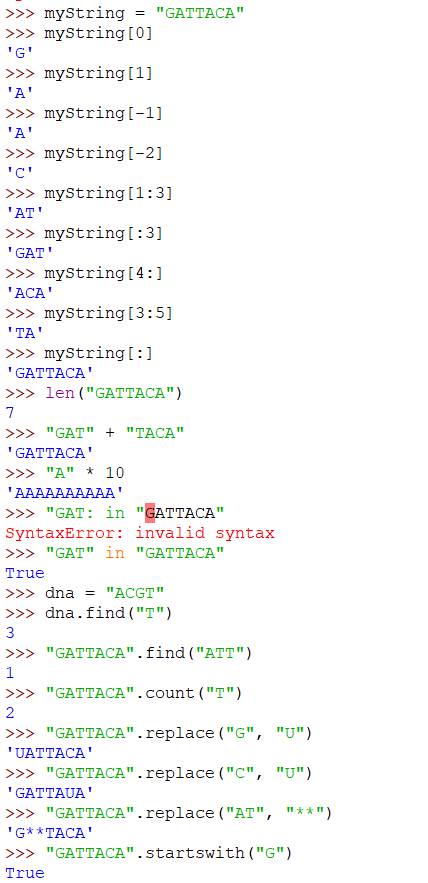 >>> myString = "GATTACA"
>>> myString[0]
'G'
>>> myString[1]
'A'
>>> myString[-1]
'A'
>>> myString[-2]
'C'
>>> myString[1:3]
'AT'
>>> myString[:3]
'GAT'
>>> myString[4:]
'ACA'
>>> myString[3:5]
'TA'
>>> myString[:]
'GATTACA'
>>> len("GATTACA")
7
>>> "GAT" + "TACA"
'GATTACA'
>>> "A" * 10
'AAAAAAAAAA'
>>> "GAT: in "GATTACA"
SyntaxError: invalid syntax
>>> "GAT" in "GATTACA"
True
>>> dna = "ACGT"
>>> dna.find("T")
3
>>> "GATTACA".find("ATT")
1
>>> "GATTACA".count("T")
2
>>> "GATTACA".replace("G", "U")
'UATTACA'
>>> "GATTACA".replace("C", "U")
'GATTAUA'
>>> "GATTACA".replace("AT", "**")
'G**TACA'
>>> "GATTACA".startswith("G")
True